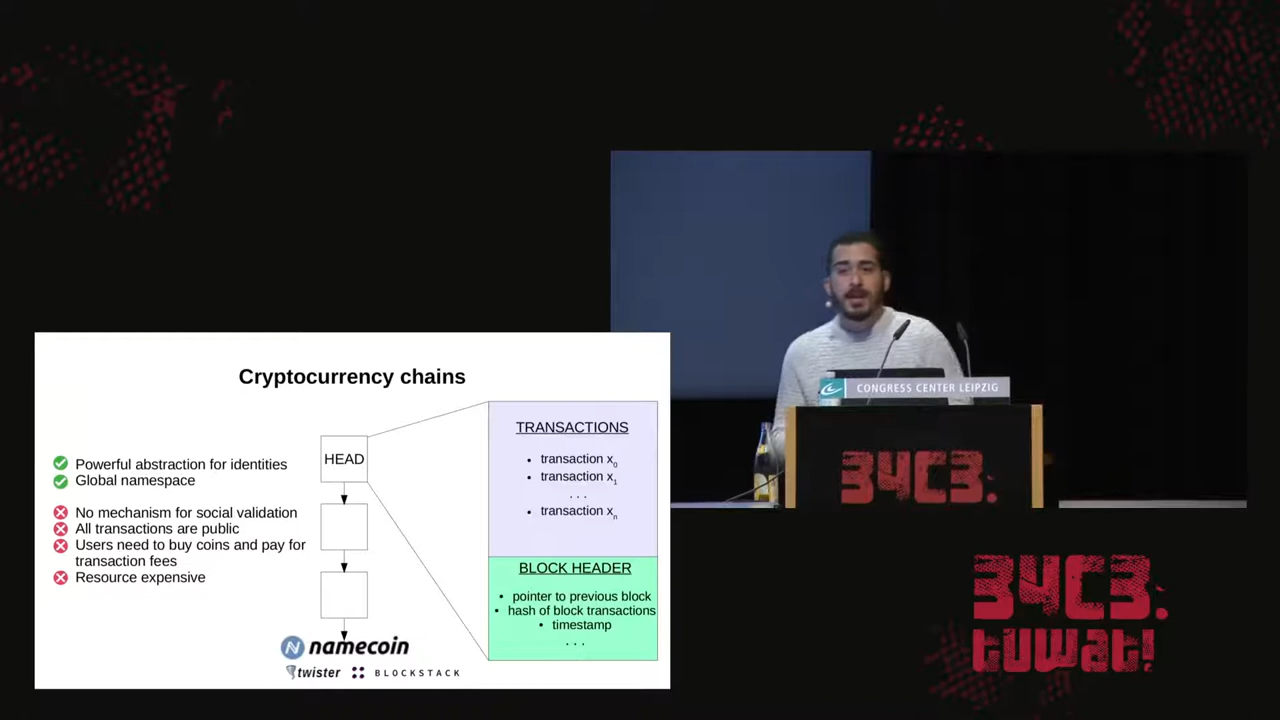 Cryptocurrency chains
Powerful abstraction for identities
Global namespace
No mechanism for social validation
All transactions are public
Users need to buy coins and pay for
transaction fees
Resource expensive
HEAD
TRANSACTIONS
• transaction x0
• transaction x1
. . .
• transaction xn
BLOCK HEADER
• pointer to previous block
• hash of block transactions
• timestamp
. . .
N namecoin
twister BLOCKSTACK
CONGRESS CENTER LEIPZIG
34C3:
34C3:
tuwat!